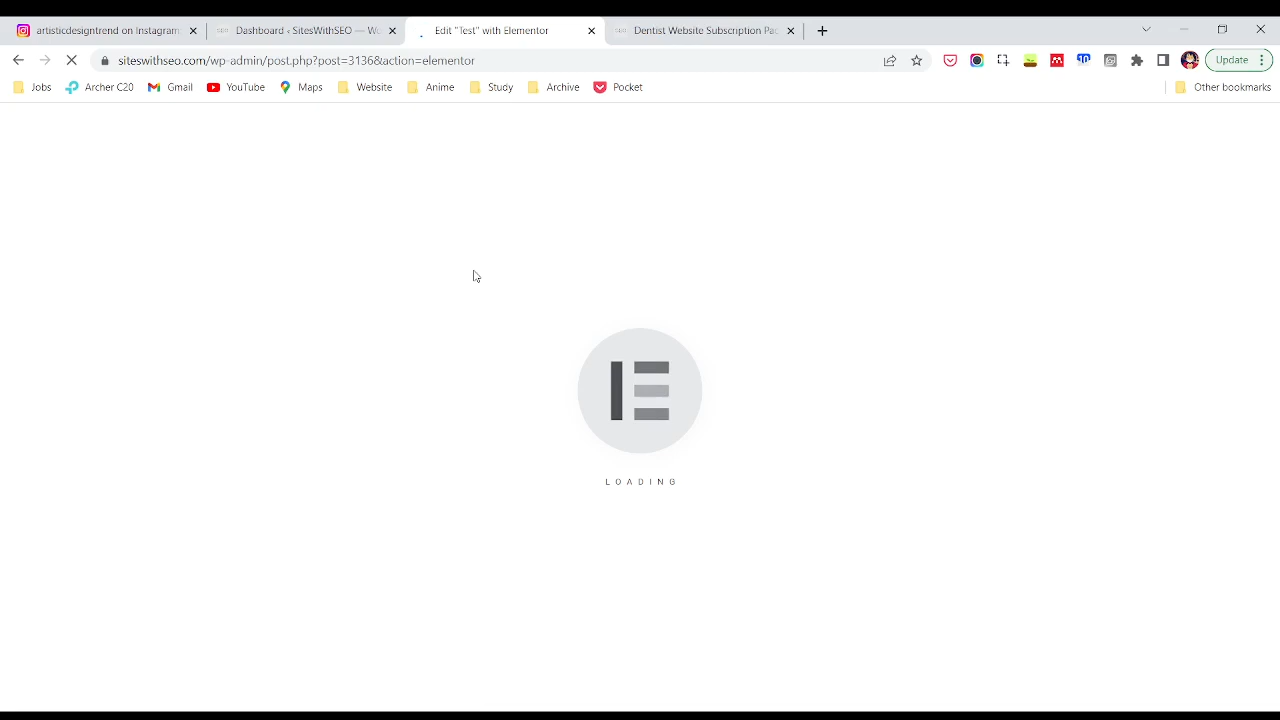 artisticdesigntrend on Instagram
Dashboard ‹ SitesWithSEO — W
Edit "Test" with Elementor
Dentist Website Subscription Pac
siteswithseo.com/wp-admin/post.php?post=3736&action=elementor
Update
Jobs
Archer C20
Gmail
YouTube
Maps
Website
Anime
Study
Archive
Pocket
Other bookmarks
LOADING